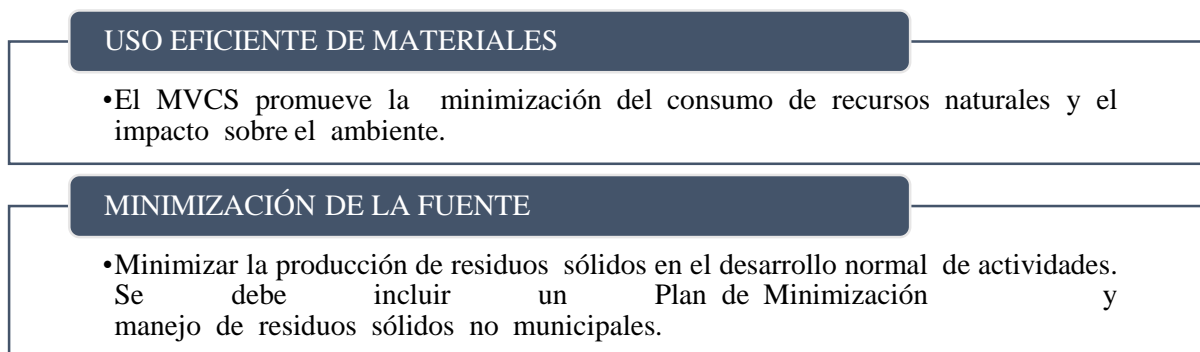 USO EFICIENTE DE MATERIALES
•El MVCS promueve la minimización del consumo de recursos naturales y el
impacto sobre el ambiente.
MINIMIZACIÓN DE LA FUENTE
•Minimizar la producción de residuos sólidos en el desarrollo normal de actividades.
Se debe incluir un Plan de Minimización y
manejo de residuos sólidos no municipales.